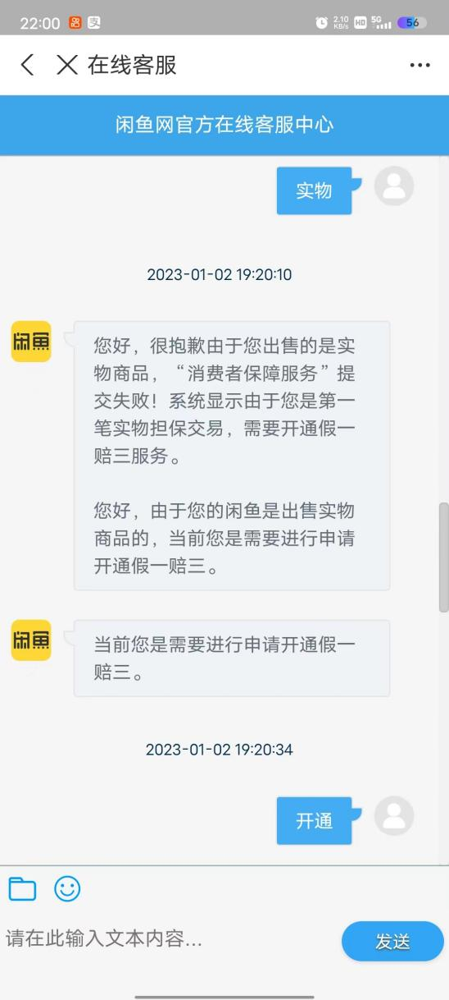 22:00
2.10
KB/s
HD
5G
56
在线客服
闲鱼网官方在线客服中心
实物
2023-01-02 19:20:10
闲鱼
您好，很抱歉由于您出售的是实
物商品，“消费者保障服务”提
交失败！系统显示由于您是第一
笔实物担保交易，需要开通假一
赔三服务。
您好，由于您的闲鱼是出售实物
商品的，当前您是需要进行申请
开通假一赔三。
闲鱼
当前您是需要进行申请开通假一
赔三。
2023-01-02 19:20:34
开通
请在此输入文本内容...
发送